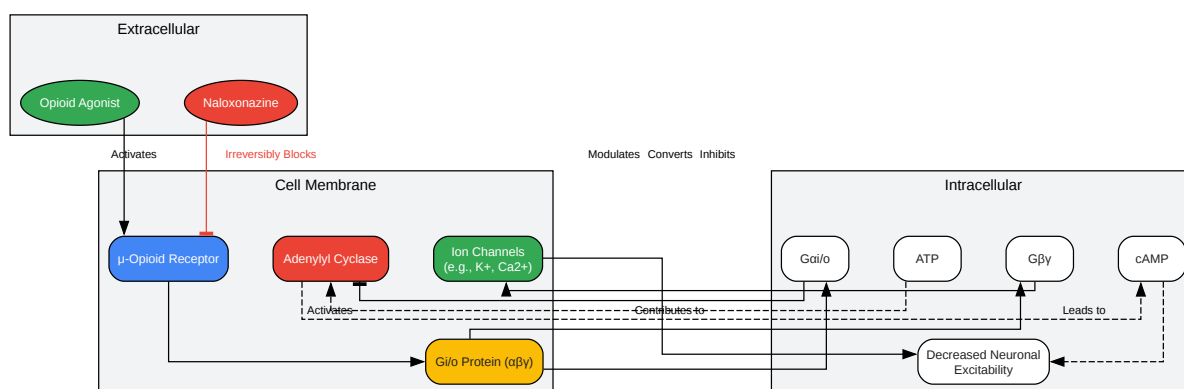 Extracellular
Opioid Agonist
Naloxonazine
Activates
Irreversibly Blocks
Modulates Converts Inhibits
Cell Membrane
Intracellular
μ-Opioid Receptor
Adenylyl Cyclase
Ion Channels
(e.g., K+, Ca2+)
Gαi/o
ATP
Gβγ
cAMP
Activates
Contributes to
Leads to
Gi/o Protein (αβγ)
Decreased Neuronal
Excitability